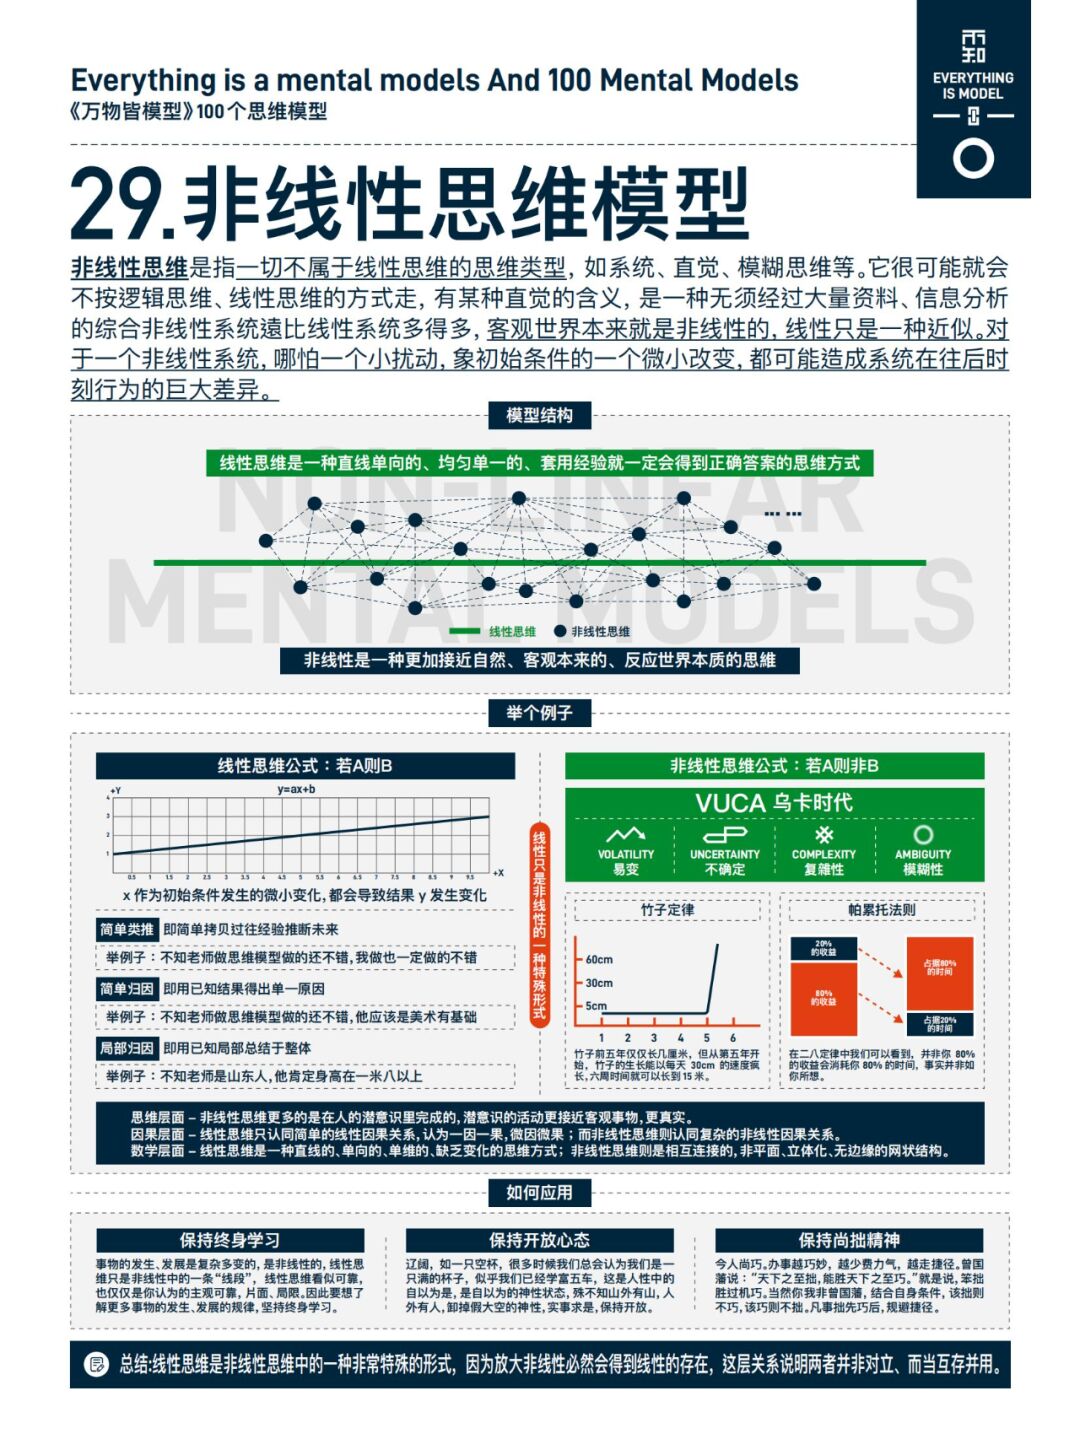 EVERYTHING
IS MODEL
Everything is a mental models And 100 Mental Models
《万物皆模型》100个思维模型
29.非线性思维模型
非线性思维是指一切不属于线性思维的思维类型，如系统、直觉、模糊思维等。它很可能就会
不按逻辑思维、线性思维的方式走，有某种直觉的含义，是一种无须经过大量资料、信息分析
的综合非线性系统遠比线性系统多得多，客观世界本来就是非线性的，线性只是一种近似。对
于一个非线性系统，哪怕一个小扰动，象初始条件的一个微小改变，都可能造成系统在往后时
刻行为的巨大差异。
模型结构
NON-LINEAR
MENTAL MODELS
线性思维是一种直线单向的、均匀单一的、套用经验就一定会得到正确答案的思维方式
... ...
线性思维
非线性思维
非线性是一种更加接近自然、客观本来的、反应世界本质的思維
举个例子
线性思维公式：若A则B
+Y
y=ax+b
4
3
2
1
0.5 1 1.5 2 2.5 3 3.5 4 4.5 5 5.5 6 6.5 7 7.5 8 8.5 9 9.5
+X
x 作为初始条件发生的微小变化，都会导致结果 y 发生变化
简单类推 即简单拷贝过往经验推断未来
举例子：不知老师做思维模型做的还不错，我做也一定做的不错
简单归因 即用已知结果得出单一原因
举例子：不知老师做思维模型做的还不错，他应该是美术有基础
局部归因 即用已知局部总结于整体
举例子：不知老师是山东人，他肯定身高在一米八以上
线性只是非线性的一种特殊形式
非线性思维公式：若A则非B
VUCA 乌卡时代
VOLATILITY
易变
UNCERTAINTY
不确定
COMPLEXITY
复雜性
AMBIGUITY
模糊性
竹子定律
60cm
30cm
5cm
1 2 3 4 5 6
竹子前五年仅仅长几厘米，但从第五年开
始，竹子的生长能以每天 30cm 的速度疯
长，六周时间就可以长到 15 米。
帕累托法则
20%
的收益
80%
的收益
占据80%
的时间
占据20%
的时间
在二八定律中我们可以看到，并非你 80%
的收益会消耗你 80% 的时间，事实并非如
你所想。
思维层面 – 非线性思维更多的是在人的潜意识里完成的，潜意识的活动更接近客观事物，更真实。
因果层面 – 线性思维只认同简单的线性因果关系，认为一因一果，微因微果；而非线性思维则认同复杂的非线性因果关系。
数学层面 – 线性思维是一种直线的、单向的、单维的、缺乏变化的思维方式；非线性思维则是相互连接的，非平面、立体化、无边缘的网状结构。
如何应用
保持终身学习
事物的发生、发展是复杂多变的，是非线性的，线性思
维只是非线性中的一条“线段”，线性思维看似可靠，
也仅仅是你认为的主观可靠，片面、局限。因此要想了
解更多事物的发生、发展的规律，坚持终身学习。
保持开放心态
辽阔，如一只空杯，很多时候我们总会认为我们是一
只满的杯子，似乎我们已经学富五车，这是人性中的
自以为是，是自以为的神性状态，殊不知山外有山，人
外有人，卸掉假大空的神性，实事求是，保持开放。
保持尚拙精神
今人尚巧。办事越巧妙，越少费力气，越走捷径。曾国
藩说：“天下之至拙，能胜天下之至巧。”就是说，笨拙
胜过机巧。当然你我非曾国藩，结合自身条件，该拙则
不巧，该巧则不拙。凡事拙先巧后，规避捷径。
总结:线性思维是非线性思维中的一种非常特殊的形式，因为放大非线性必然会得到线性的存在，这层关系说明两者并非对立、而当互存并用。